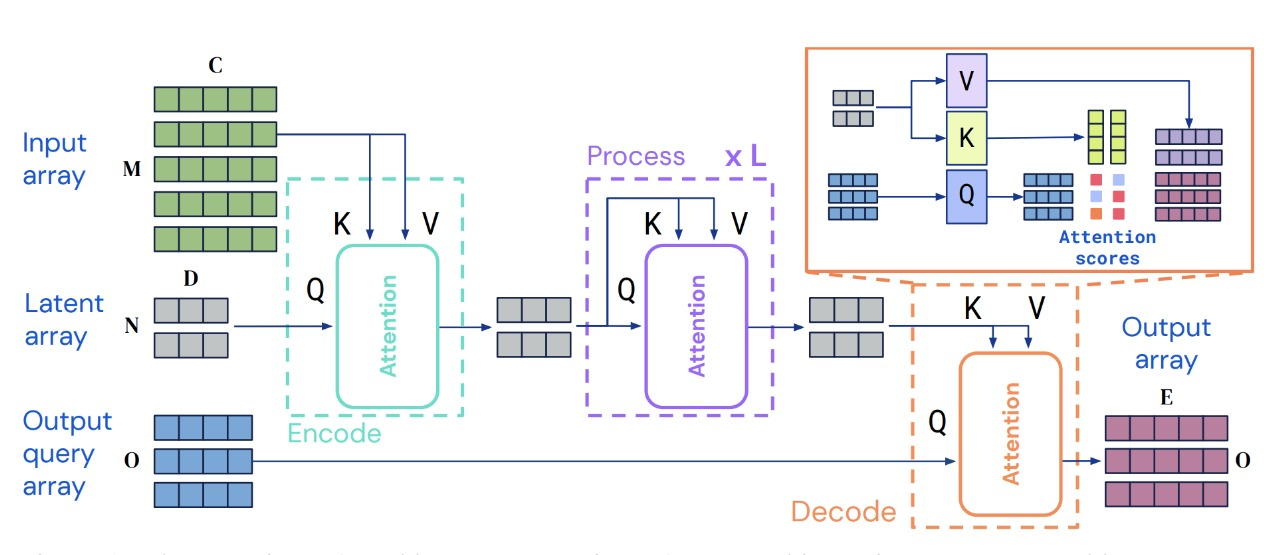 C
Input
array
M
D
Latent
array
N
Output
query
array
O
K
V
Q
Attention
Encode
Process
x L
K
V
Q
Attention
V
K
Q
Attention
scores
K
V
Q
Attention
Decode
Output
array
E
O